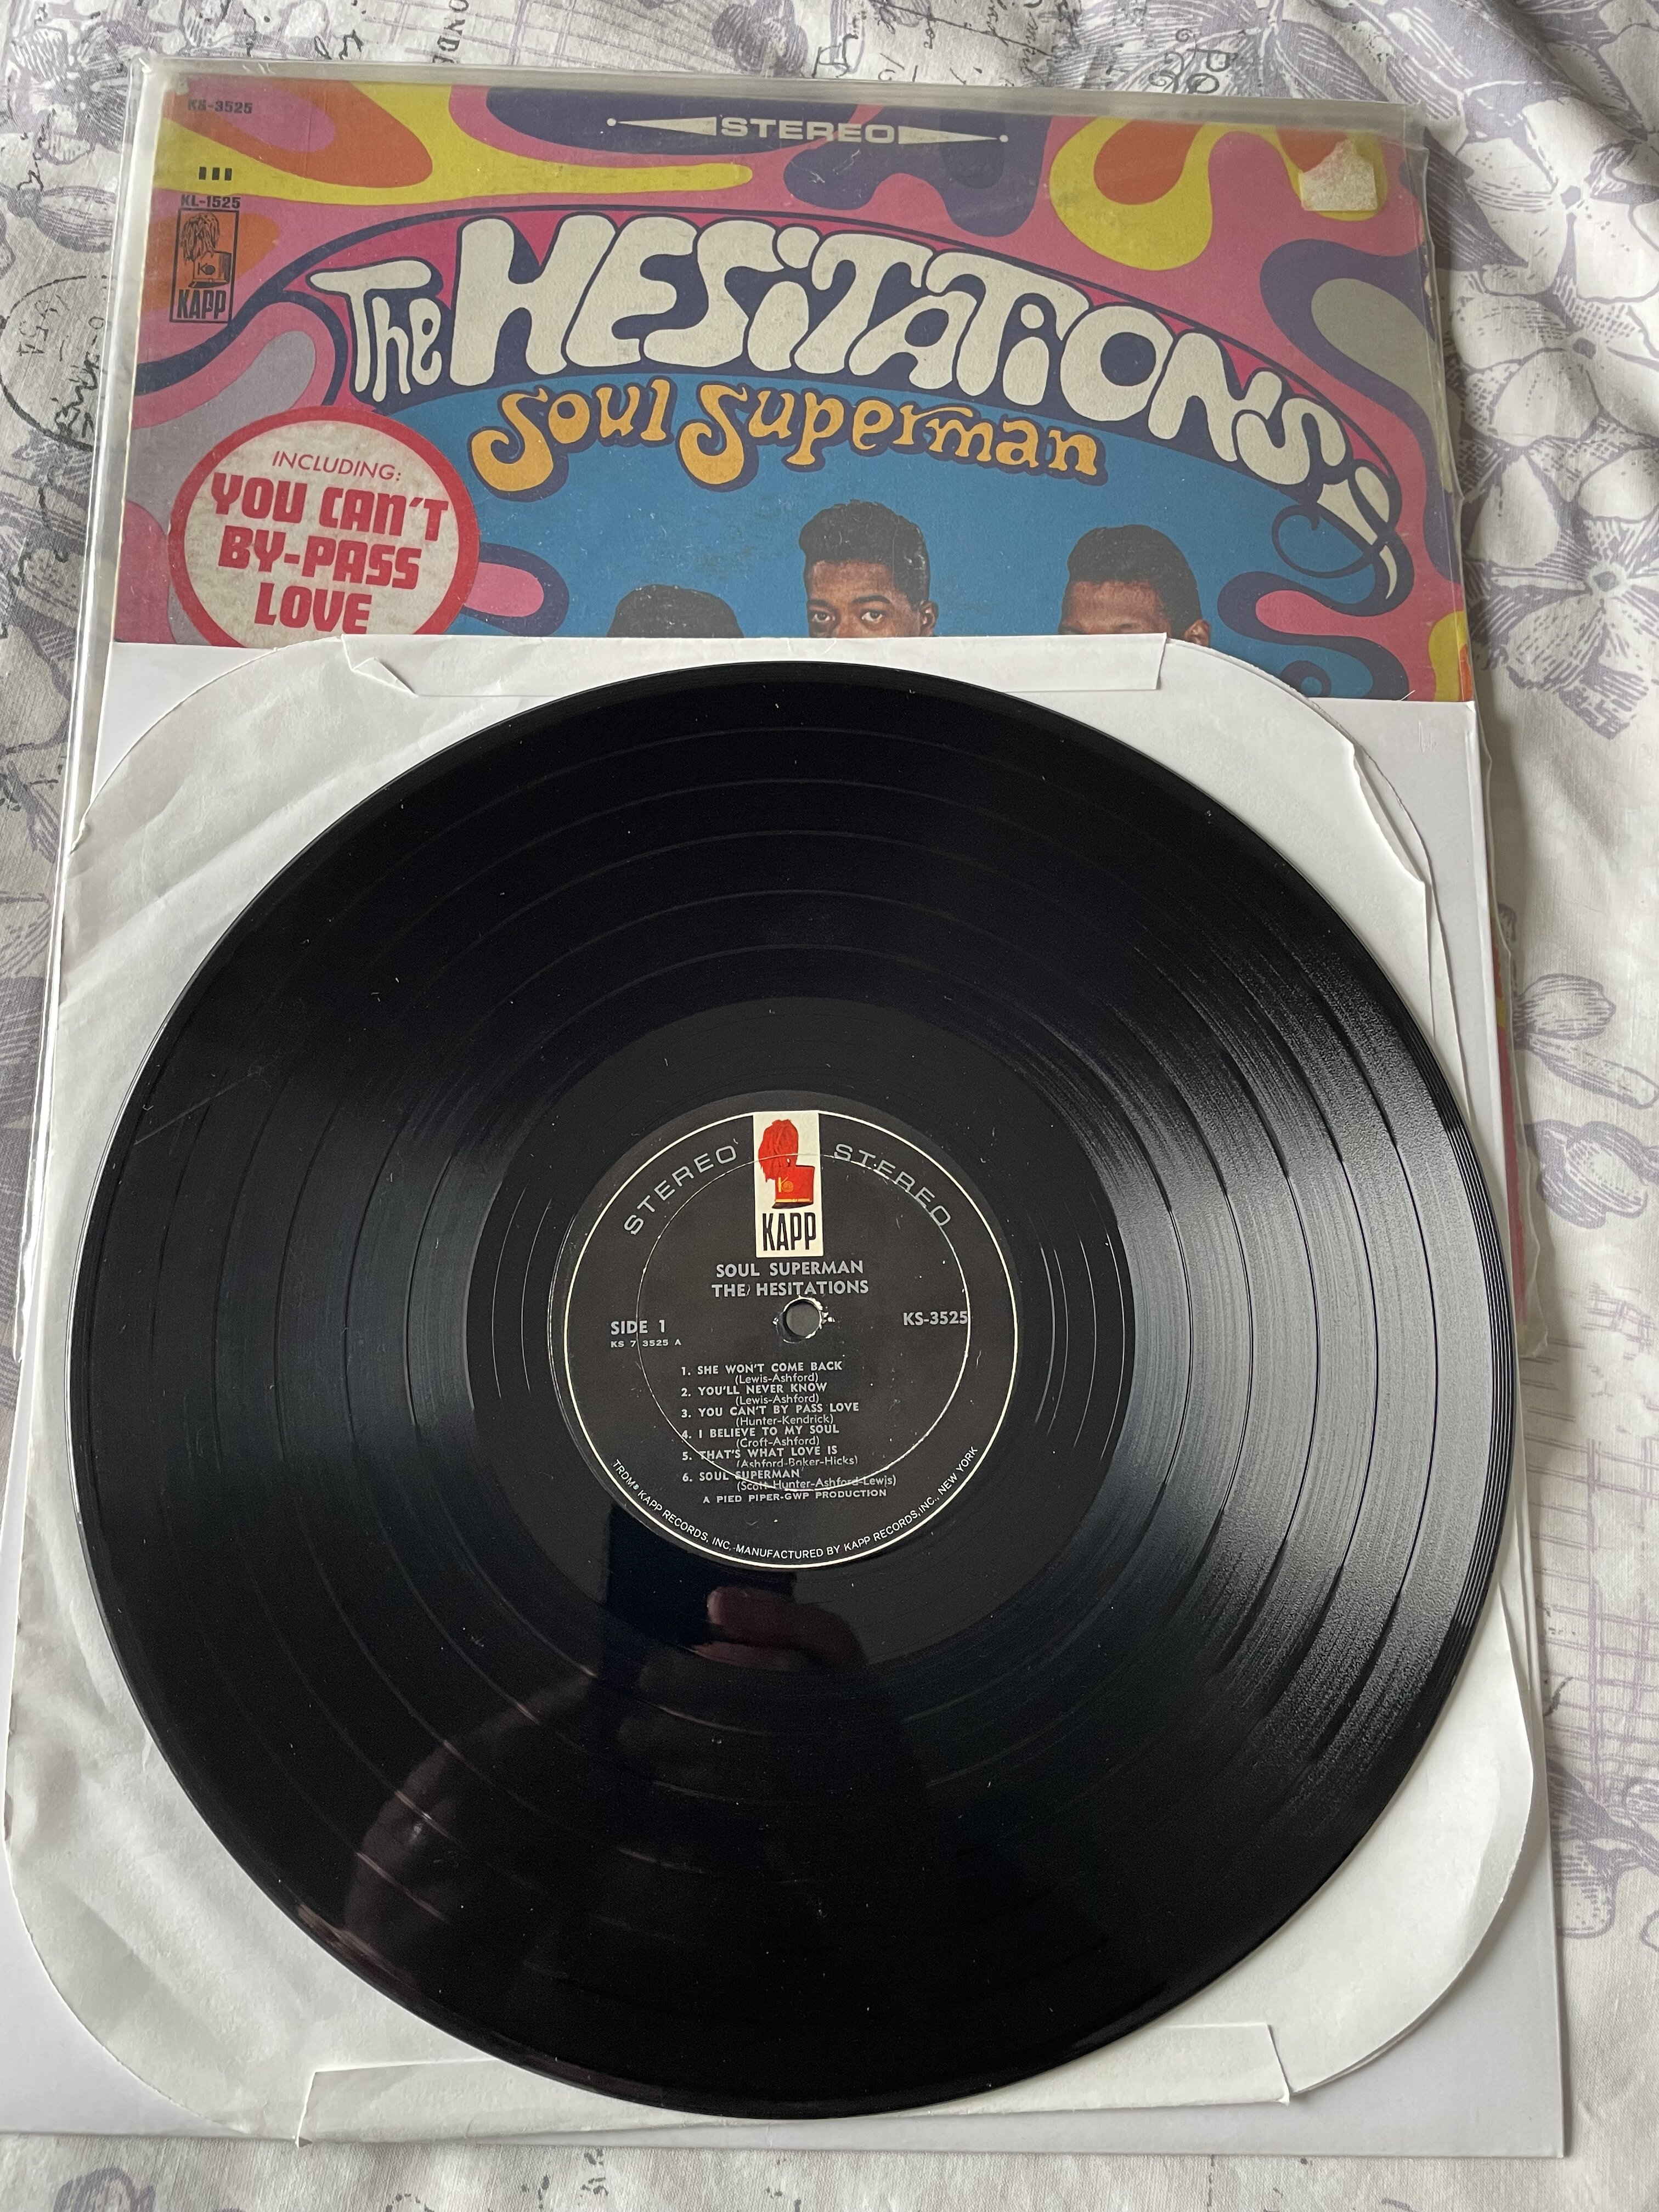 KS-3525
STEREO
KL-1525
KAPP
The HESiTATiONS
Soul Superman
INCLUDING:
YOU CAN'T
BY-PASS
LOVE
STEREO STEREO
KAPP
SOUL SUPERMAN
THE HESITATIONS
SIDE 1
KS-3525
KS 7 3525 A
1. SHE WON'T COME BACK
(Lewis-Ashford)
2. YOU'LL NEVER KNOW
(Lewis-Ashford)
3. YOU CAN'T BY PASS LOVE
(Hunter-Kendrick)
4. I BELIEVE TO MY SOUL
(Croft-Ashford)
5. THAT'S WHAT LOVE IS
(Ashford-Baker-Hicks)
6. SOUL SUPERMAN
(Scott-Hunter-Ashford-Lewis)
A PIED PIPER-GWP PRODUCTION
TRDM® KAPP RECORDS, INC.-MANUFACTURED BY KAPP RECORDS, INC., NEW YORK